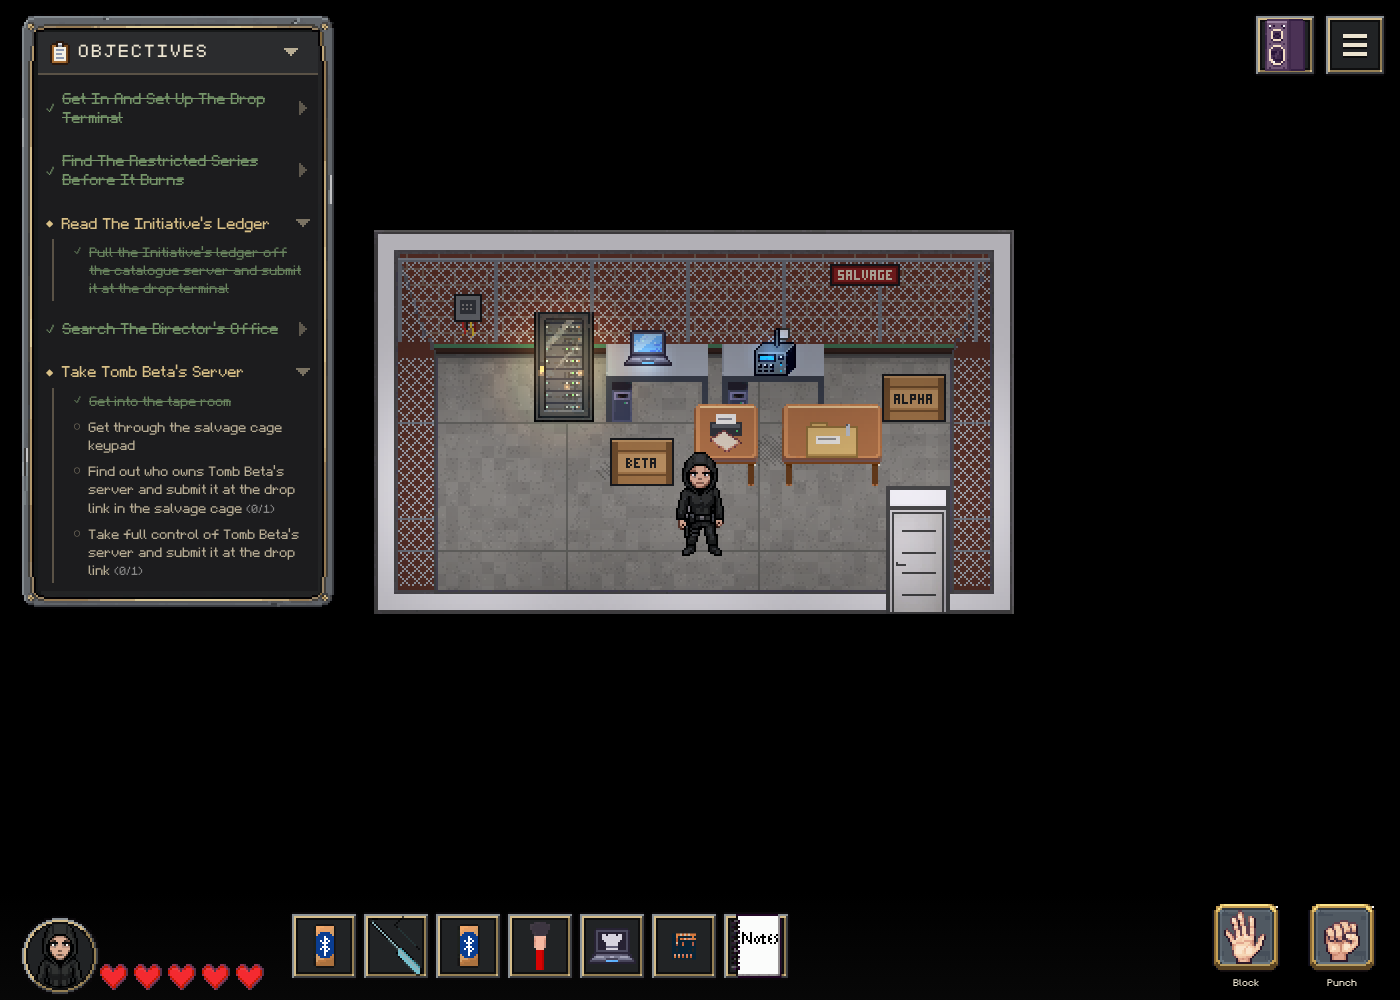 OBJECTIVES
Get In And Set Up The Drop
Terminal
Find The Restricted Series
Before It Burns
Read The Initiative's Ledger
Pull the Initiative's ledger off
the catalogue server and submit
it at the drop terminal
Search The Director's Office
Take Tomb Beta's Server
Get into the tape room
Get through the salvage cage
keypad
Find out who owns Tomb Beta's
server and submit it at the drop
link in the salvage cage (0/1)
Take full control of Tomb Beta's
server and submit it at the drop
link (0/1)
SALVAGE
ALPHA
BETA
Notes
Block
Punch